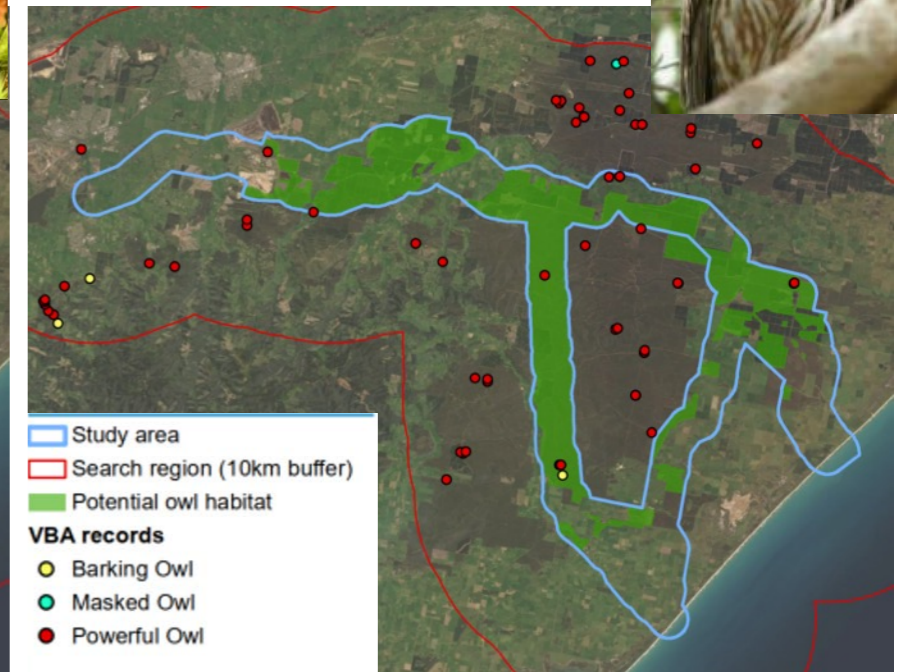 Study area
Search region (10km buffer)
Potential owl habitat
VBA records
Barking Owl
Masked Owl
Powerful Owl